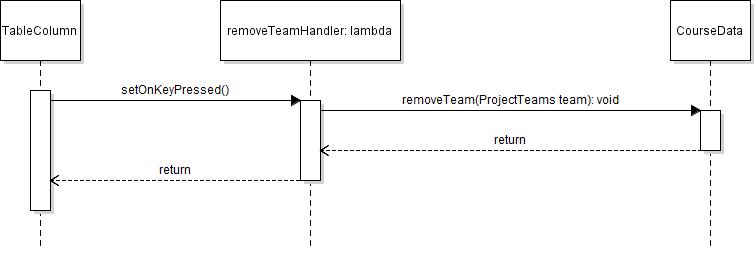 TableColumn
removeTeamHandler: lambda
CourseData
setOnKeyPressed()
removeTeam(ProjectTeams team): void
return
return